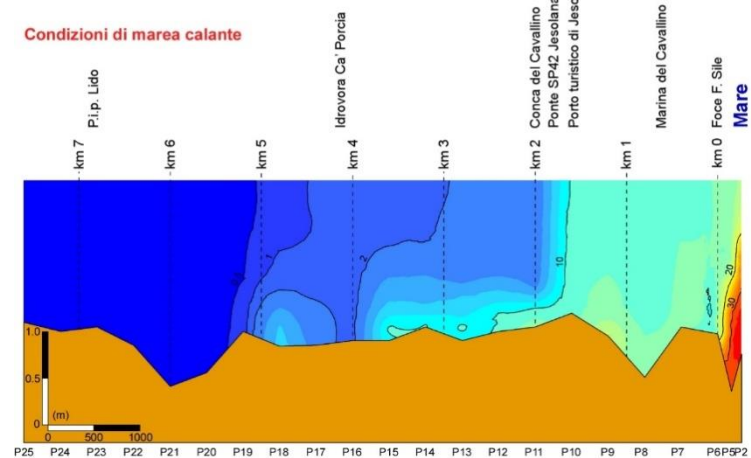 Condizioni di marea calante
P.i.p. Lido
Idrovora Ca' Porcia
Conca del Cavallino
Ponte SP42 Jesolana
Porto turistico di Jeso
Marina del Cavallino
Foce F. Sile
Mare
km 7
km 6
km 5
km 4
km 3
km 2
km 1
km 0
1
2
10
20
30
1.0
0.5
0
(m)
0 500 1000
P25 P24 P23 P22 P21 P20 P19 P18 P17 P16 P15 P14 P13 P12 P11 P10 P9 P8 P7 P6 P5 P2